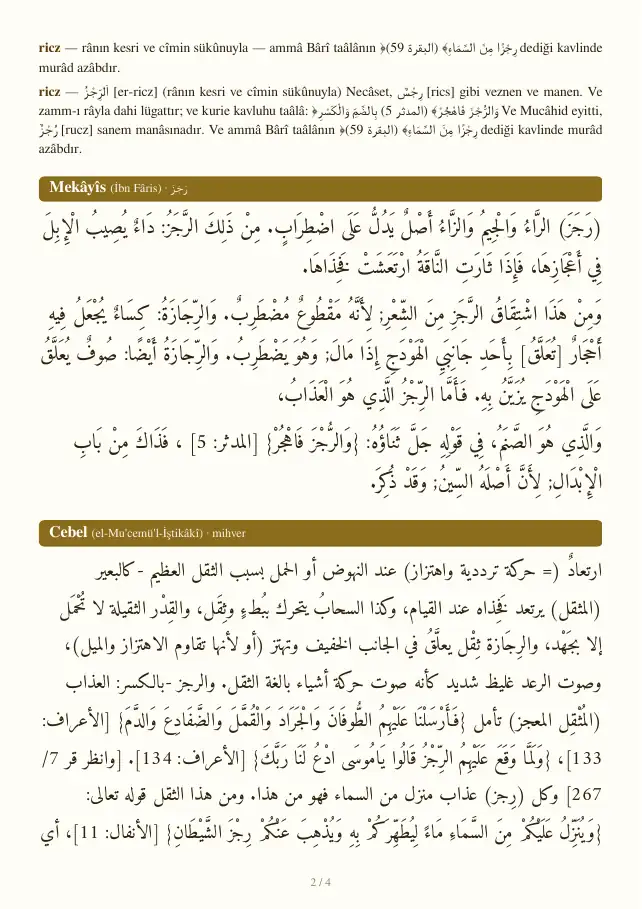 ricz — rânın kesri ve cîmin sükûnuyla — ammâ Bârî taâlânın ﴿رِجْزًا مِنَ السَّمَاءِ﴾ (البقرة 59) dediği kavlinde
murâd azâbdır.
ricz — اَلرِّجْزُ [er-ricz] (rânın kesri ve cîmin sükûnuyla) Necâset, رِجْسٌ [rics] gibi veznen ve manen. Ve
zamm-ı râyla dahi lügattır; ve kurie kavluhu taâlâ: ﴿وَالرُّجْزَ فَاهْجُرْ﴾ (المدثر 5) بِالضَّمِّ وَالْكَسْرِ Ve Mucâhid eyitti,
رُجْزٌ [rucz] sanem manâsınadır. Ve ammâ Bârî taâlânın ﴿رِجْزًا مِنَ السَّمَاءِ﴾ (البقرة 59) dediği kavlinde murâd
azâbdır.
Mekâyîs (İbn Fâris) · رَجَزَ
(رَجَزَ) الرَّاءُ وَالْجِيمُ وَالزَّاءُ أَصْلٌ يَدُلُّ عَلَى اضْطِرَابٍ. مِنْ ذَلِكَ الرَّجَزُ: دَاءٌ يُصِيبُ الْإِبِلَ
فِي أَعْجَازِهَا، فَإِذَا ثَارَتِ النَّاقَةُ ارْتَعَشَتْ فَخِذَاهَا.
وَمِنْ هَذَا اشْتِقَاقُ الرَّجَزِ مِنَ الشِّعْرِ; لِأَنَّهُ مَقْطُوعٌ مُضْطَرِبٌ. وَالرِّجَازَةُ: كِسَاءٌ يُجْعَلُ فِيهِ
أَحْجَارٌ [تُعَلَّقُ] بِأَحَدِ جَانِبَيِ الْهَوْدَجِ إِذَا مَالَ; وَهُوَ يَضْطَرِبُ. وَالرِّجَازَةُ أَيْضًا: صُوفٌ يُعَلَّقُ
عَلَى الْهَوْدَجِ يُزَيَّنُ بِهِ. فَأَمَّا الرِّجْزُ الَّذِي هُوَ الْعَذَابُ،
وَالَّذِي هُوَ الصَّنَمُ، فِي قَوْلِهِ جَلَّ ثَنَاؤُهُ: {وَالرُّجْزَ فَاهْجُرْ} [المدثر: 5] ، فَذَاكَ مِنْ بَابِ
الْإِبْدَالِ; لِأَنَّ أَصْلَهُ السِّينُ; وَقَدْ ذُكِرَ.
Cebel (el-Mu'cemü'l-İştikâkî) · mihver
ارتعادٌ (= حركة ترددية واهتزاز) عند النهوض أو الحمل بسبب الثقل العظيم - كالبعير
(المثقل) يرتعد فَخِذاه عند القيام، وكذا السحابُ يتحرك ببُطءٍ وثِقَل، والقِدْر الثقيلة لا تُحْمَل
إلا بجَهْد، والرِجَازة ثِقْل يعلَّقُ في الجانب الخفيف وتهتز (أو لأنها تقاوم الاهتزاز والميل)،
وصوت الرعد غليظ شديد كأنه صوت حركة أشياء بالغة الثقل. والرجز -بالكسر: العذاب
(المُثْقِل المعجز) تأمل {فَأَرْسَلْنَا عَلَيْهِمُ الطُّوفَانَ وَالْجَرَادَ وَالْقُمَّلَ وَالضَّفَادِعَ وَالدَّمَ} [الأعراف:
133]، {وَلَمَّا وَقَعَ عَلَيْهِمُ الرِّجْزُ قَالُوا يَامُوسَى ادْعُ لَنَا رَبَّكَ} [الأعراف: 134]. [وانظر قر 7/
267] وكل (رِجز) عذاب منزل من السماء فهو من هذا. ومن هذا الثقل قوله تعالى:
{وَيُنَزِّلُ عَلَيْكُمْ مِنَ السَّمَاءِ مَاءً لِيُطَهِّرَكُمْ بِهِ وَيُذْهِبَ عَنْكُمْ رِجْزَ الشَّيْطَانِ} [الأنفال: 11]، أي
2 / 4